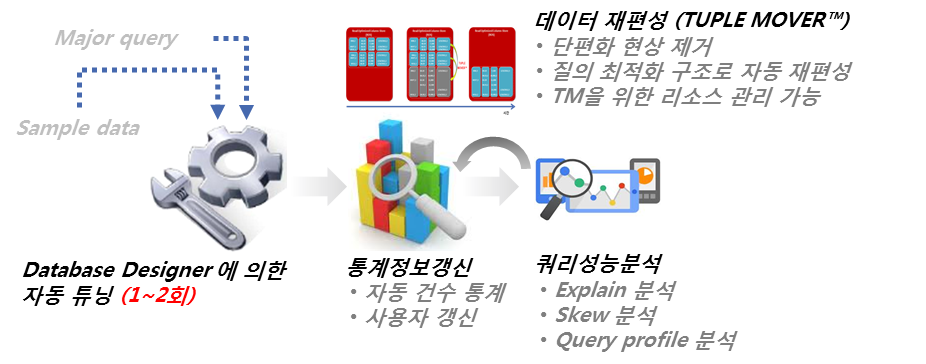 Major query
Sample data
데이터 재편성 (TUPLE MOVER™)
• 단편화 현상 제거
• 질의 최적화 구조로 자동 재편성
• TM을 위한 리소스 관리 가능
Database Designer 에 의한
자동 튜닝 (1~2회)
통계정보갱신
• 자동 건수 통계
• 사용자 갱신
쿼리성능분석
• Explain 분석
• Skew 분석
• Query profile 분석